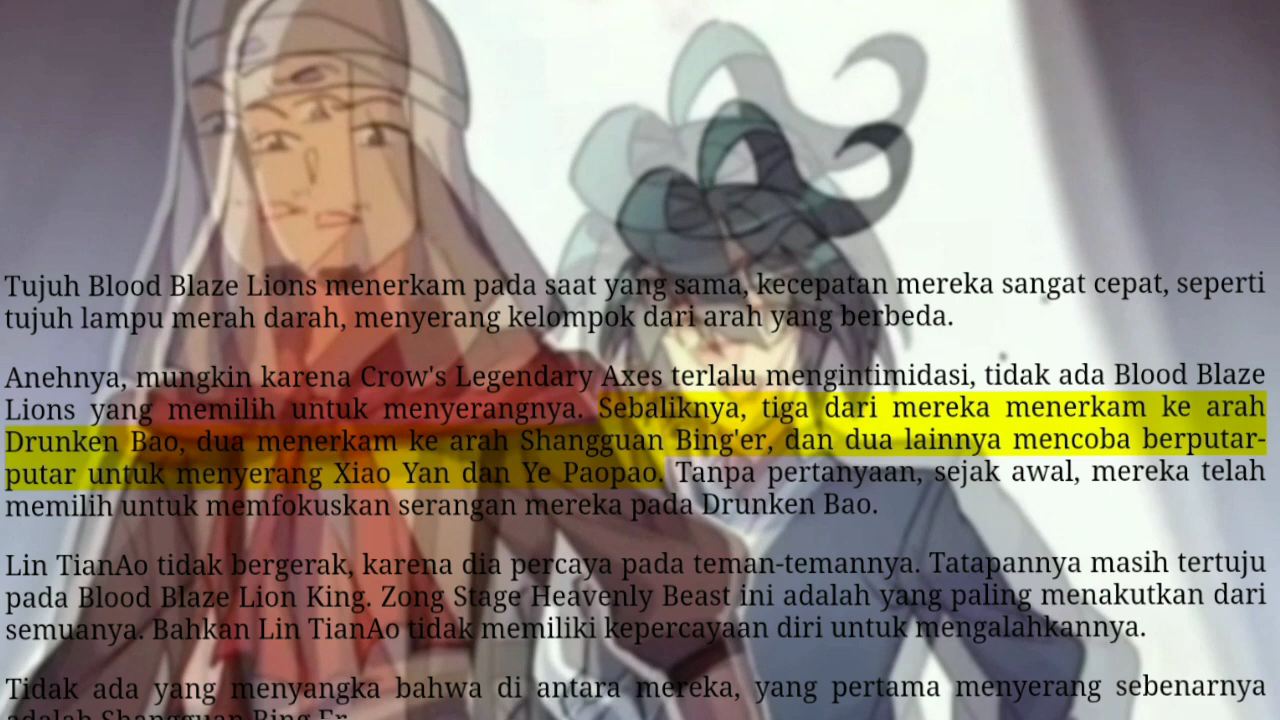 Tujuh Blood Blaze Lions menerkam pada saat yang sama, kecepatan mereka sangat cepat, seperti
tujuh lampu merah darah, menyerang kelompok dari arah yang berbeda.
Anehnya, mungkin karena Crow's Legendary Axes terlalu mengintimidasi, tidak ada Blood Blaze
Lions yang memilih untuk menyerangnya. Sebaliknya, tiga dari mereka menerkam ke arah
Drunken Bao, dua menerkam ke arah Shangguan Bing'er, dan dua lainnya mencoba berputar-
putar untuk menyerang Xiao Yan dan Ye Paopao. Tanpa pertanyaan, sejak awal, mereka telah
memilih untuk memfokuskan serangan mereka pada Drunken Bao.
Lin TianAo tidak bergerak, karena dia percaya pada teman-temannya. Tatapannya masih tertuju
pada Blood Blaze Lion King. Zong Stage Heavenly Beast ini adalah yang paling menakutkan dari
semuanya. Bahkan Lin TianAo tidak memiliki kepercayaan diri untuk mengalahkannya.
Tidak ada yang menyangka bahwa di antara mereka, yang pertama menyerang sebenarnya
adalah Shangguan Bing Er